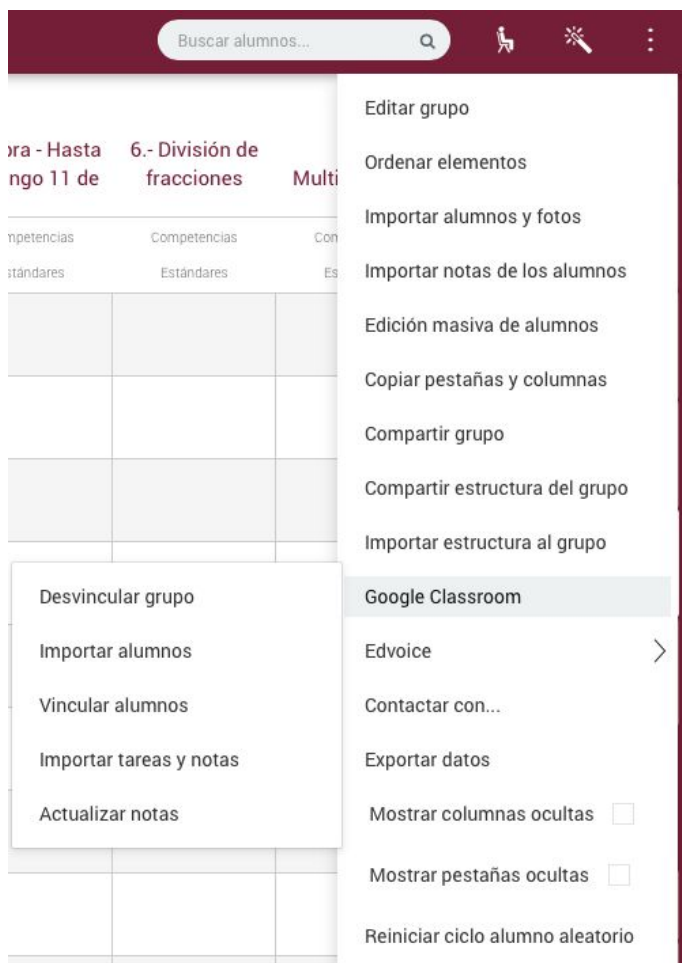 Buscar alumnos...
ora - Hasta
ngo 11 de
6.- División de
fracciones
Multi
mpetencias
Competencias
Con
stándares
Estándares
Es
Editar grupo
Ordenar elementos
Importar alumnos y fotos
Importar notas de los alumnos
Edición masiva de alumnos
Copiar pestañas y columnas
Compartir grupo
Compartir estructura del grupo
Importar estructura al grupo
Google Classroom
Edvoice
Contactar con...
Exportar datos
Mostrar columnas ocultas
Mostrar pestañas ocultas
Reiniciar ciclo alumno aleatorio
Desvincular grupo
Importar alumnos
Vincular alumnos
Importar tareas y notas
Actualizar notas